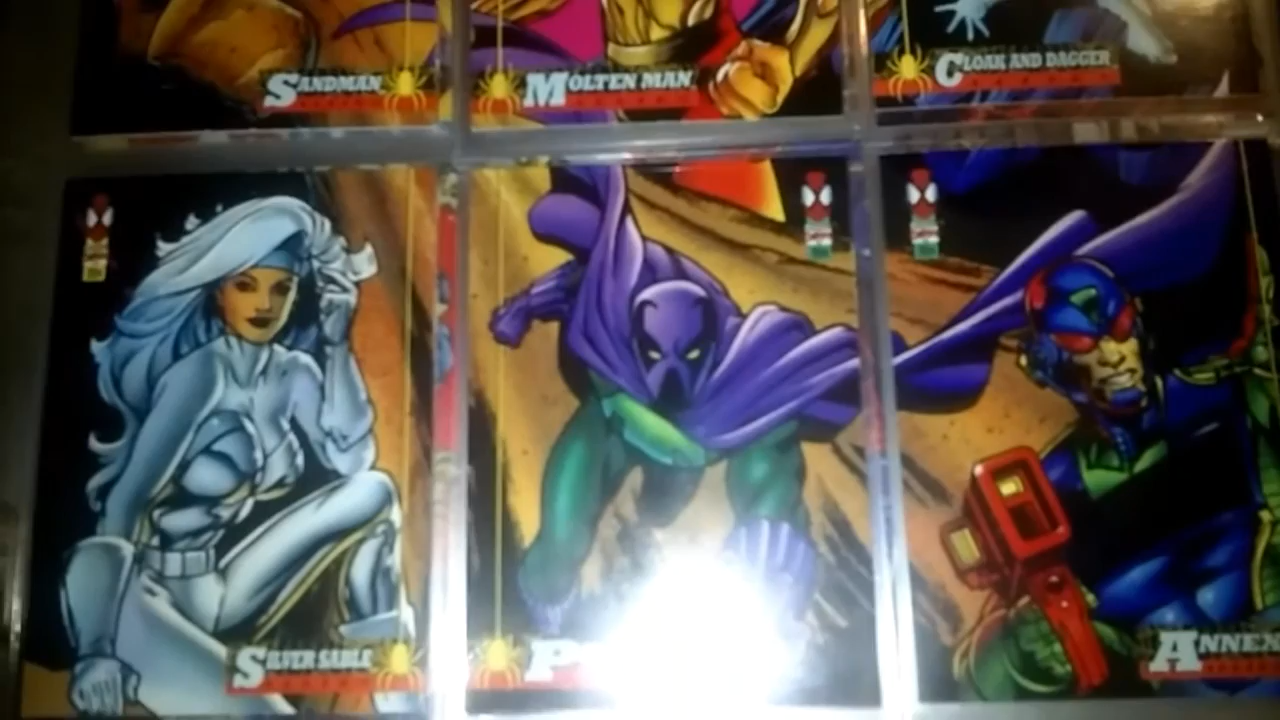 SANDMAN
MOLTEN MAN
CLOAK AND DAGGER
SILVER SABLE
ANNEX